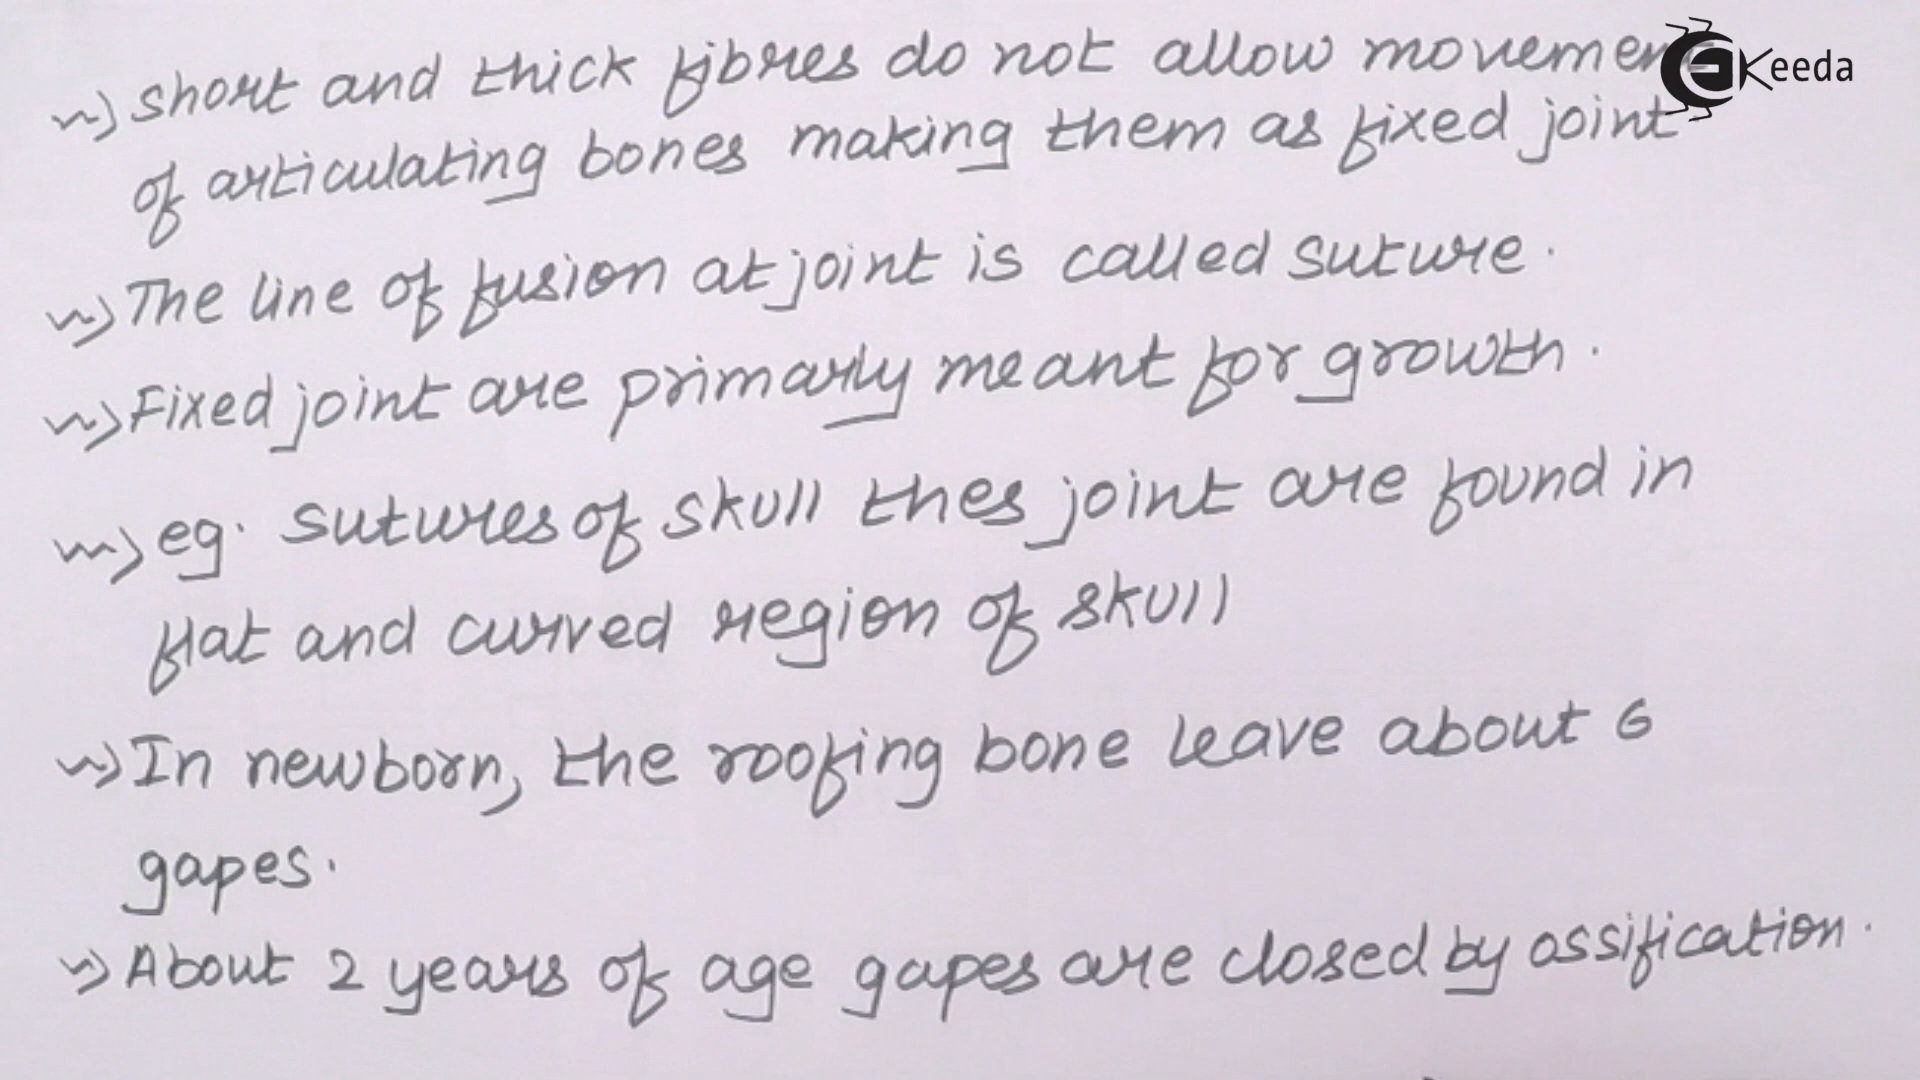 short and thick fibres do not allow movement
of articulating bones making them as fixed joint
The line of fusion at joint is called suture.
Fixed joint are primarly meant for growth.
eg. sutures of skull thes joint are found in
flat and curved region of skull
In newborn, the roofing bone leave about 6
gapes.
About 2 years of age gapes are closed by ossification.
eKeeda